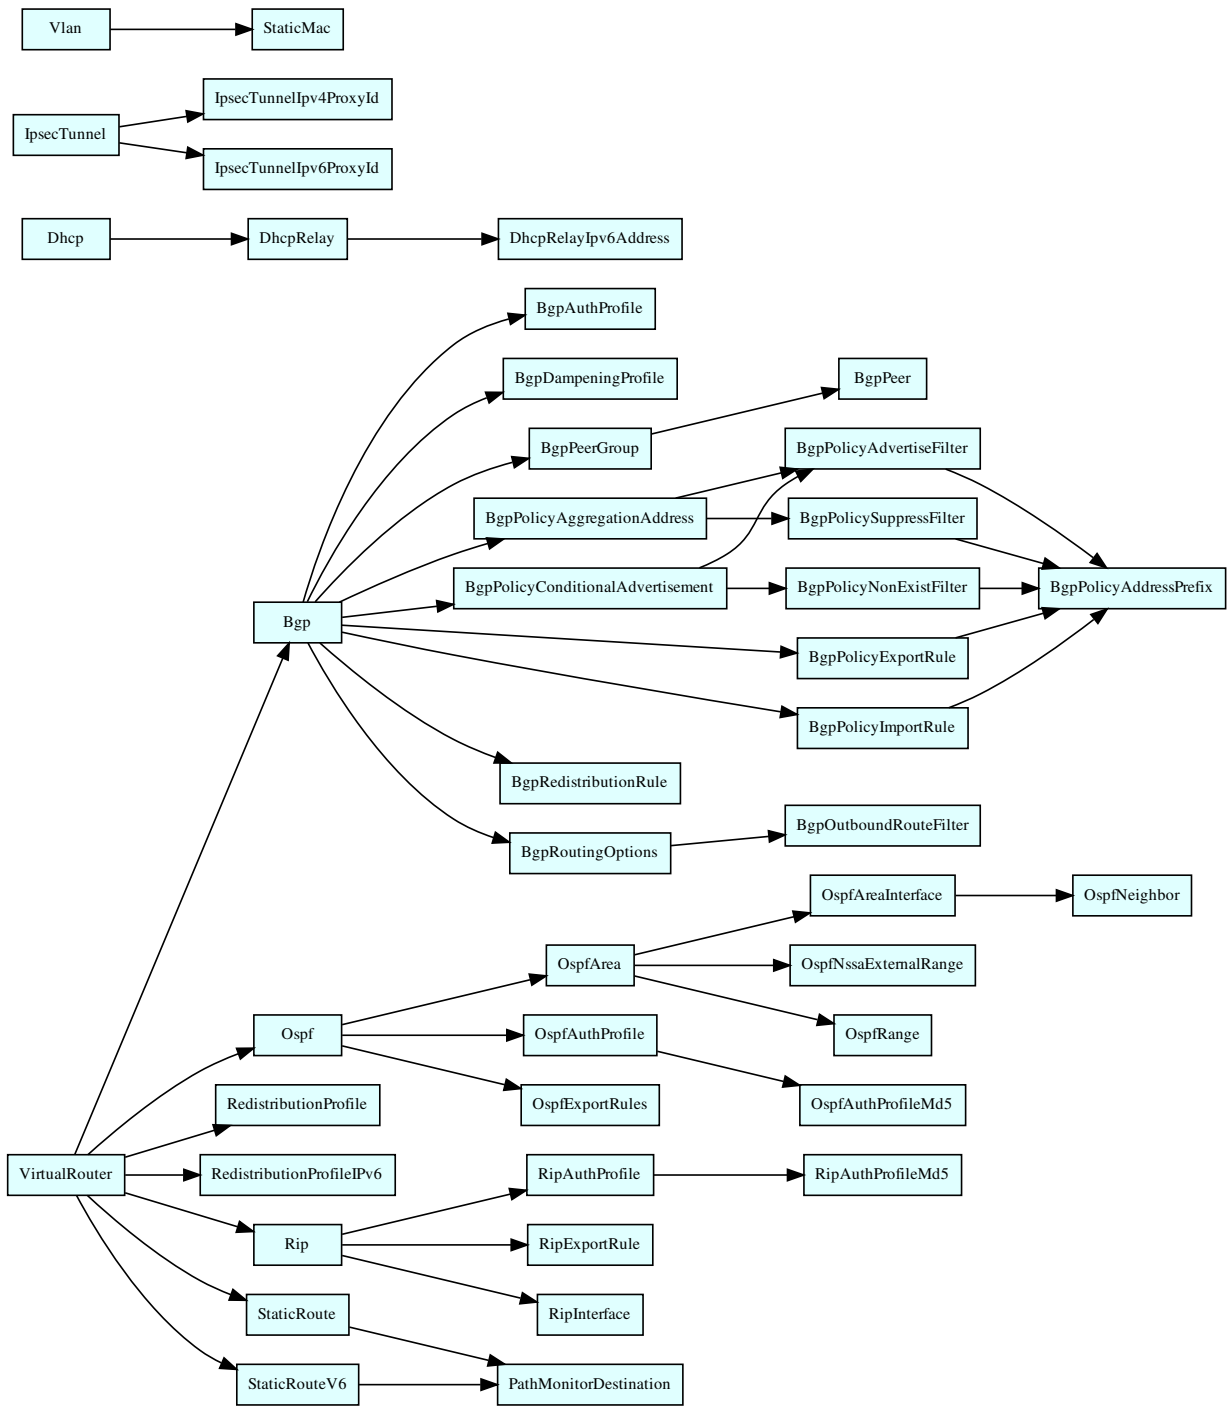 Vlan
StaticMac
IpsecTunnelIpv4ProxyId
IpsecTunnel
IpsecTunnelIpv6ProxyId
Dhcp
DhcpRelay
DhcpRelayIpv6Address
BgpAuthProfile
BgpDampeningProfile
BgpPeer
BgpPeerGroup
BgpPolicyAdvertiseFilter
BgpPolicyAggregationAddress
BgpPolicySuppressFilter
BgpPolicyConditionalAdvertisement
BgpPolicyNonExistFilter
BgpPolicyAddressPrefix
Bgp
BgpPolicyExportRule
BgpPolicyImportRule
BgpRedistributionRule
BgpOutboundRouteFilter
BgpRoutingOptions
OspfAreaInterface
OspfNeighbor
OspfArea
OspfNssaExternalRange
Ospf
OspfAuthProfile
OspfRange
RedistributionProfile
OspfExportRules
OspfAuthProfileMd5
VirtualRouter
RedistributionProfileIPv6
RipAuthProfile
RipAuthProfileMd5
Rip
RipExportRule
StaticRoute
RipInterface
StaticRouteV6
PathMonitorDestination